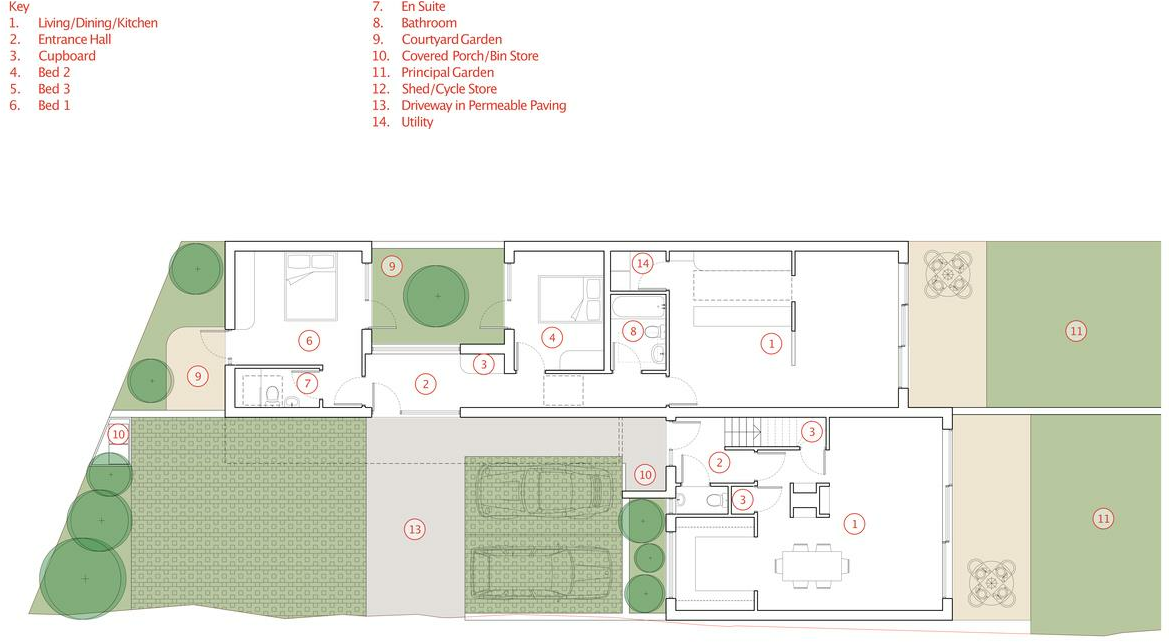 Key
1. Living/Dining/Kitchen
2. Entrance Hall
3. Cupboard
4. Bed 2
5. Bed 3
6. Bed 1
7. En Suite
8. Bathroom
9. Courtyard Garden
10. Covered Porch/Bin Store
11. Principal Garden
12. Shed/Cycle Store
13. Driveway in Permeable Paving
14. Utility
9
14
8
11
6
4
1
9
7
2
3
10
2
3
10
3
13
1
11